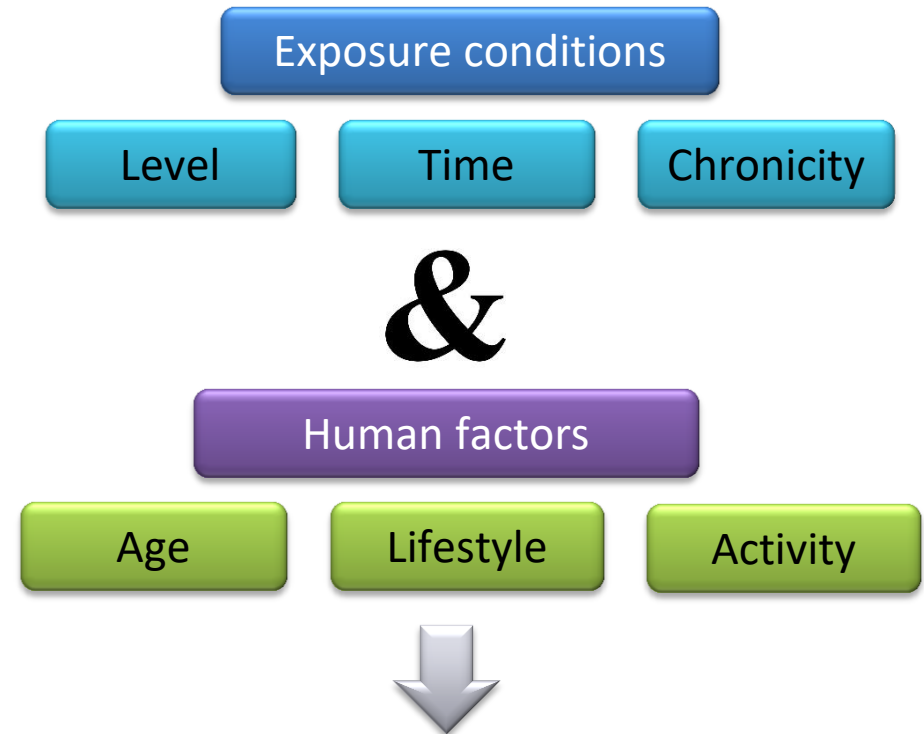 Exposure conditions
Level Time Chronicity
&
Human factors
Age Lifestyle Activity